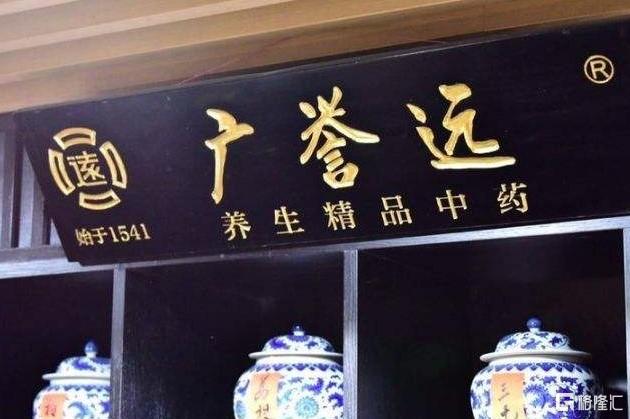 广誉远
®
遠
始于1541
养生精品中药
格隆汇